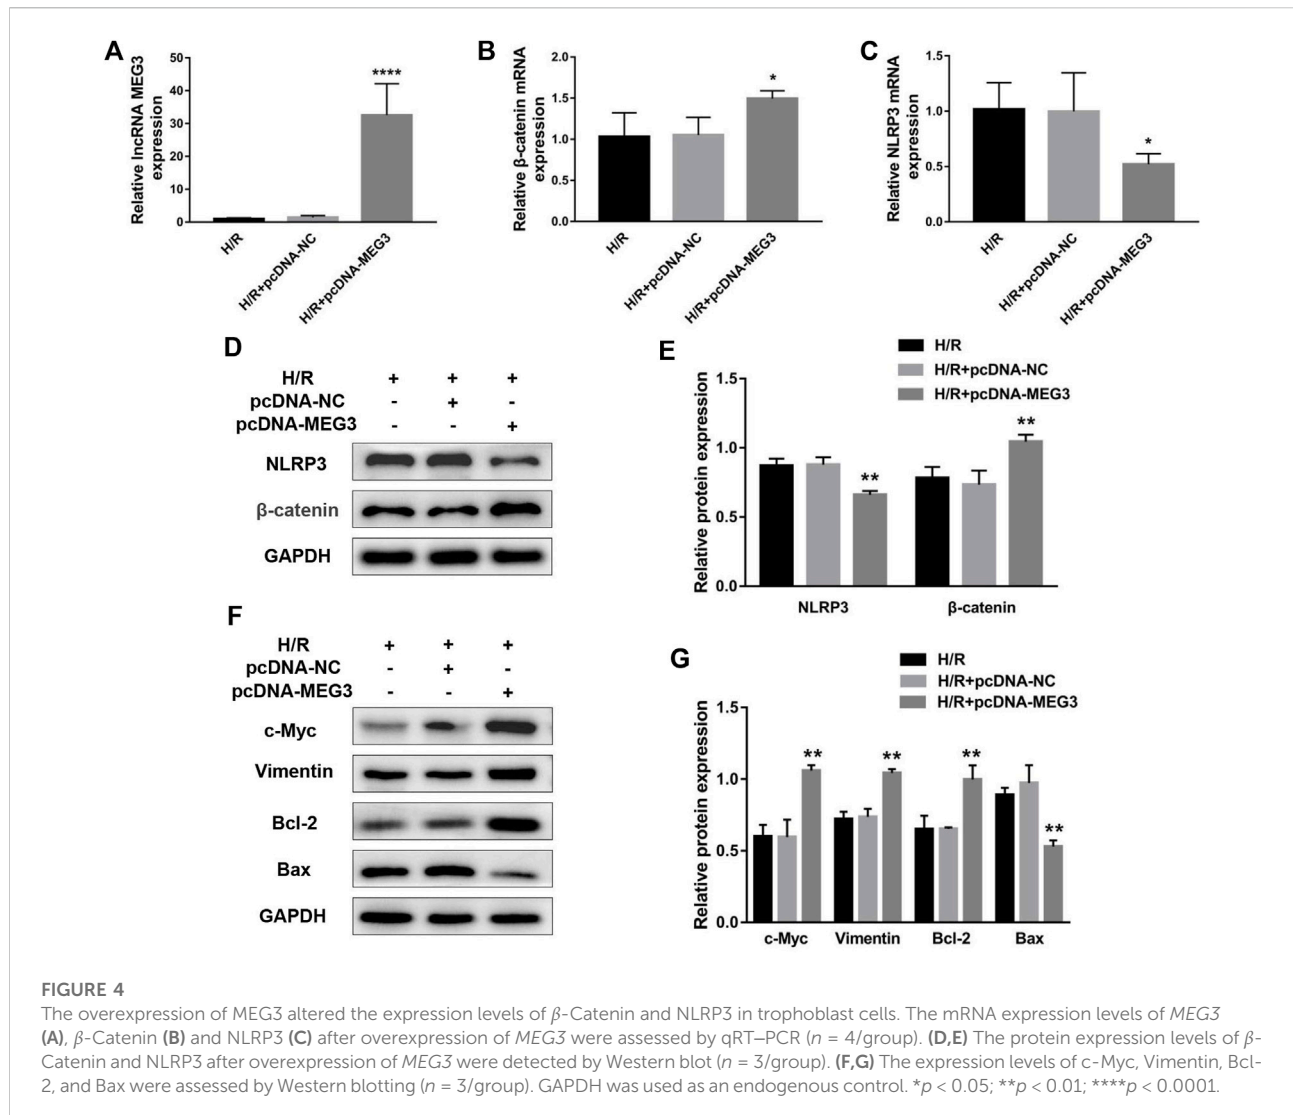 A
Relative lncRNA MEG3
expression
50
40
30
20
10
0
****
H/R
H/R+pcDNA-NC
H/R+pcDNA-MEG3
B
Relative β-catenin mRNA
expression
2.0
1.5
1.0
0.5
0.0
*
H/R
H/R+pcDNA-NC
H/R+pcDNA-MEG3
C
Relative NLRP3 mRNA
expression
1.5
1.0
0.5
0.0
*
H/R
H/R+pcDNA-NC
H/R+pcDNA-MEG3
D
H/R + + +
pcDNA-NC - + -
pcDNA-MEG3 - - +
NLRP3
β-catenin
GAPDH
E
H/R
H/R+pcDNA-NC
H/R+pcDNA-MEG3
Relative protein expression
1.5
1.0
0.5
0.0
** **
NLRP3 β-catenin
F
H/R + + +
pcDNA-NC - + -
pcDNA-MEG3 - - +
c-Myc
Vimentin
Bcl-2
Bax
GAPDH
G
H/R
H/R+pcDNA-NC
H/R+pcDNA-MEG3
Relative protein expression
1.5
1.0
0.5
0.0
** ** ** **
c-Myc Vimentin Bcl-2 Bax
FIGURE 4
The overexpression of MEG3 altered the expression levels of β-Catenin and NLRP3 in trophoblast cells. The mRNA expression levels of MEG3
(A), β-Catenin (B) and NLRP3 (C) after overexpression of MEG3 were assessed by qRT–PCR (n = 4/group). (D,E) The protein expression levels of β-
Catenin and NLRP3 after overexpression of MEG3 were detected by Western blot (n = 3/group). (F,G) The expression levels of c-Myc, Vimentin, Bcl-
2, and Bax were assessed by Western blotting (n = 3/group). GAPDH was used as an endogenous control. *p < 0.05; **p < 0.01; ****p < 0.0001.